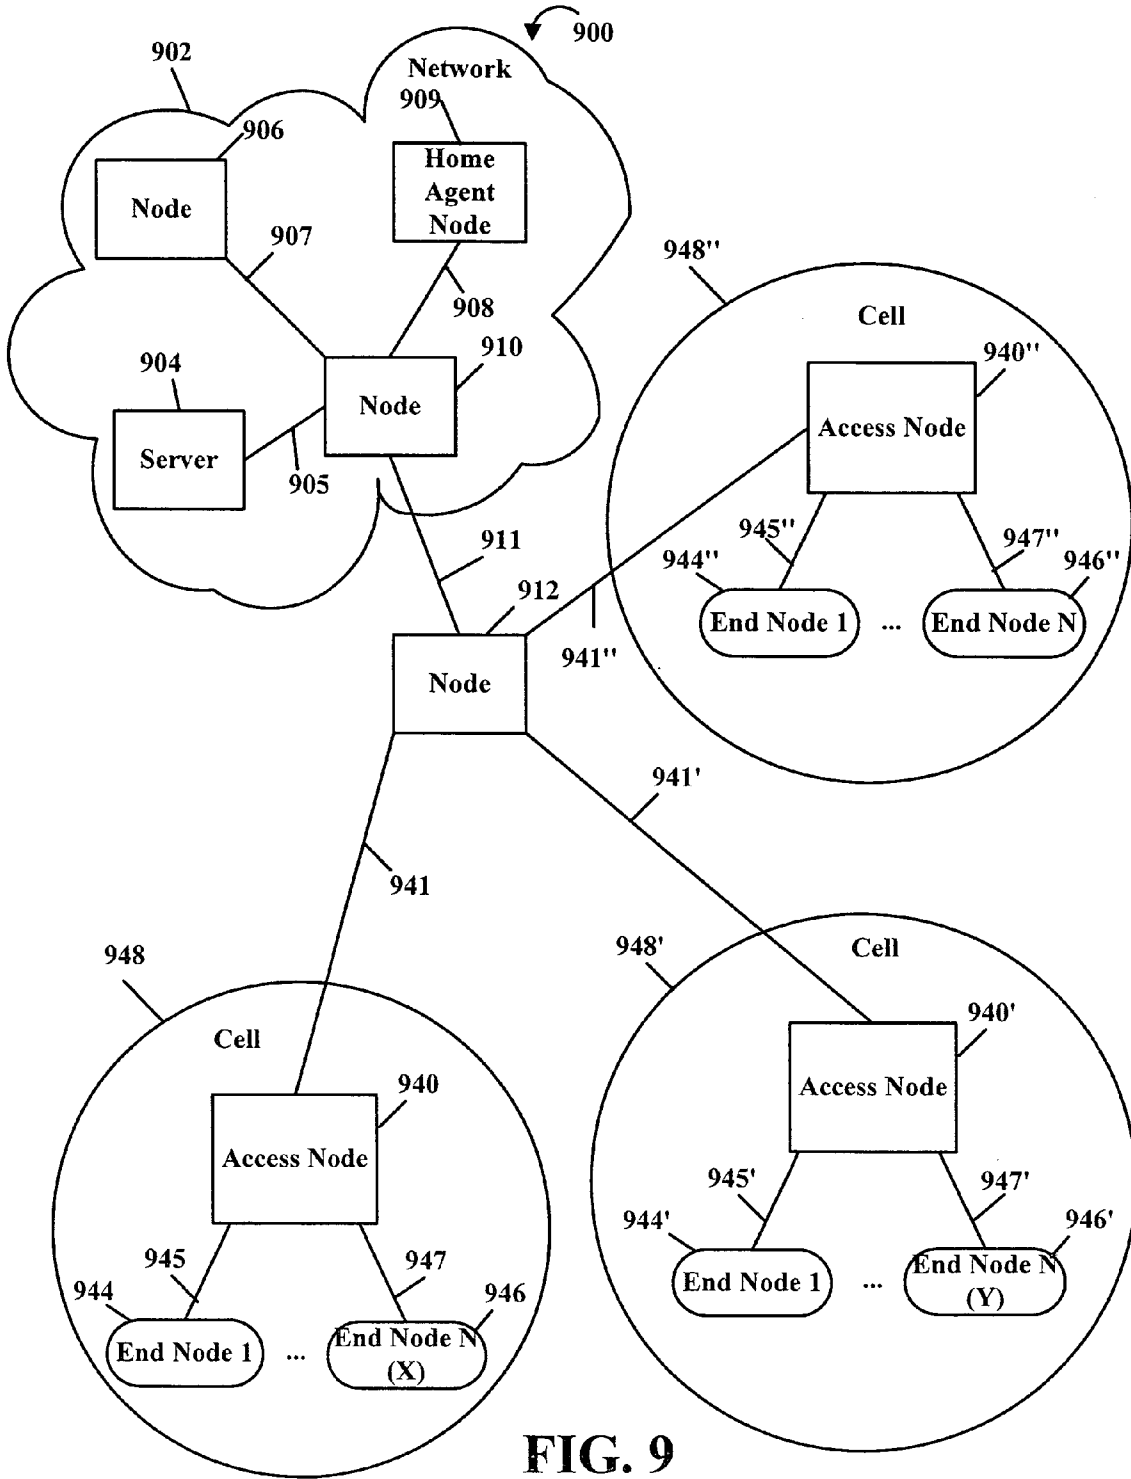 900
902
Network
909
906
Home
Agent
Node
Node
907
908
948"
Cell
910
940"
904
Node
Access Node
Server
905
945"
947"
911
944"
946"
912
End Node 1
...
End Node N
941"
Node
941'
941
948'
Cell
948
940'
Cell
Access Node
940
Access Node
945'
947'
944'
946'
945
947
End Node 1
...
End Node N
(Y)
944
946
End Node 1
...
End Node N
(X)
FIG. 9